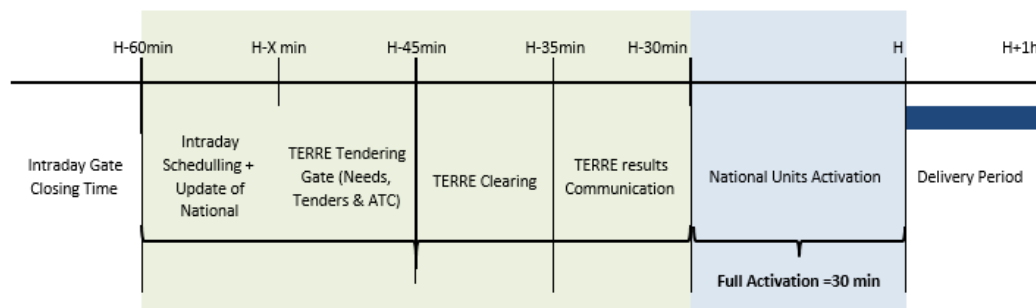 H-60min
H-X min
H-45min
H-35min
H-30min
H
H+1h
Intraday Gate
Closing Time
Intraday
Schedulling +
Update of
National
TERRE Tendering
Gate (Needs,
Tenders & ATC)
TERRE Clearing
TERRE results
Communication
National Units Activation
Delivery Period
Full Activation =30 min